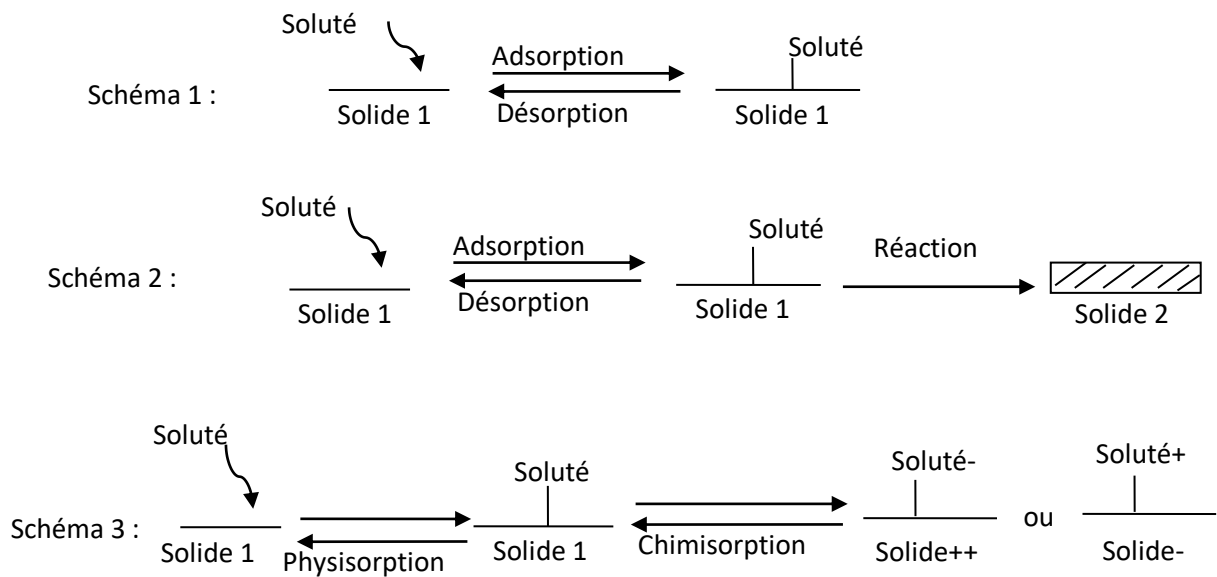 Soluté
Adsorption
Soluté
Schéma 1 :
Solide 1
Désorption
Solide 1
Soluté
Adsorption
Soluté
Réaction
Schéma 2 :
Solide 1
Désorption
Solide 1
Solide 2
Soluté
Soluté
Soluté-
Soluté+
Schéma 3 :
ou
Solide 1
Physisorption
Solide 1
Chimisorption
Solide++
Solide-